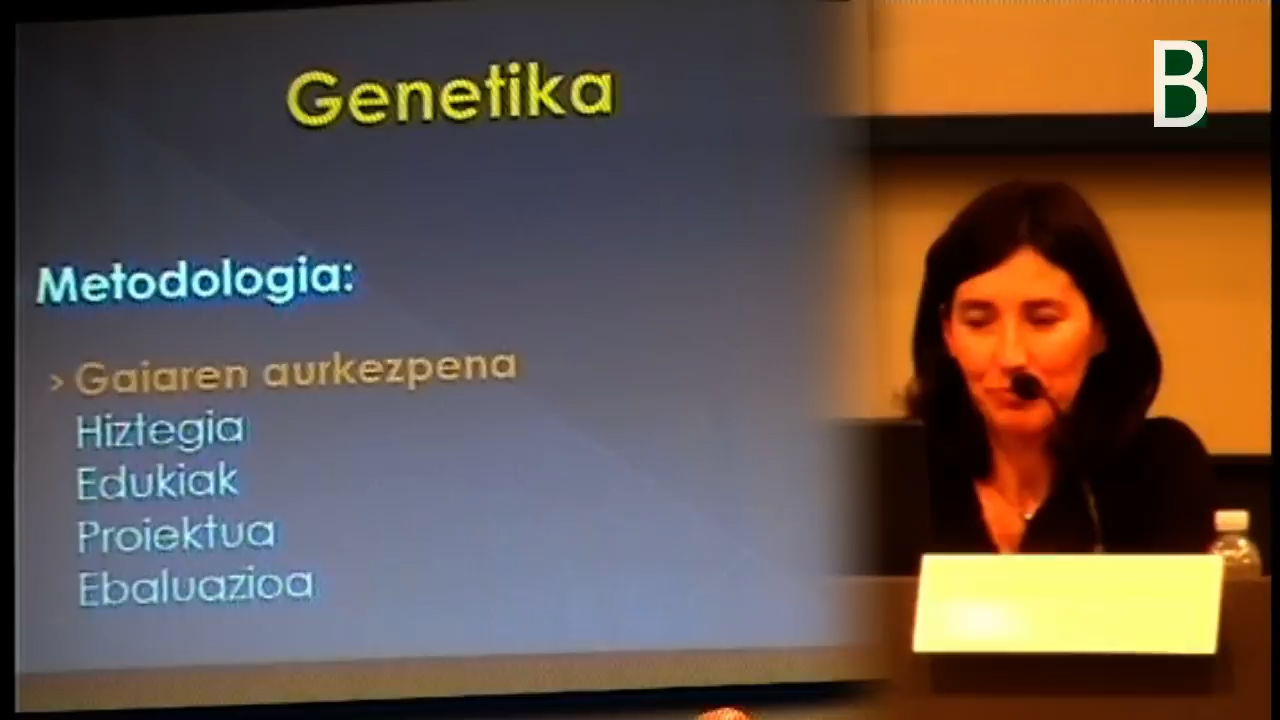 Genetika
B
Metodologia:
> Gaiaren aurkezpena
Hiztegia
Edukiak
Proiektua
Ebaluazioa